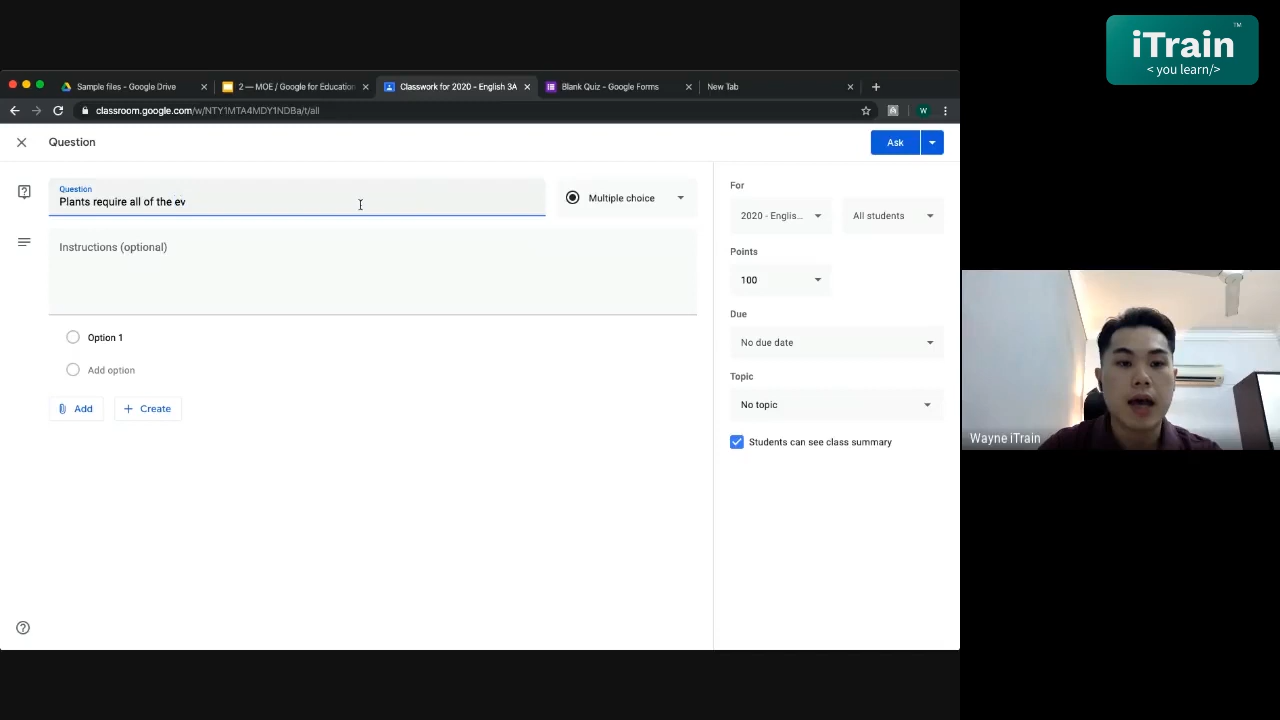 iTrain™
< you learn/>
Sample files - Google Drive
2 — MOE / Google for Education
Classwork for 2020 - English 3A
Blank Quiz - Google Forms
New Tab
classroom.google.com/w/NTY1MTA4MDY1NDBa/t/all
W
Question
Ask
Question
Plants require all of the ev
Multiple choice
Instructions (optional)
Option 1
Add option
Add
Create
For
2020 - Englis...
All students
Points
100
Due
No due date
Topic
No topic
Students can see class summary
Wayne iTrain